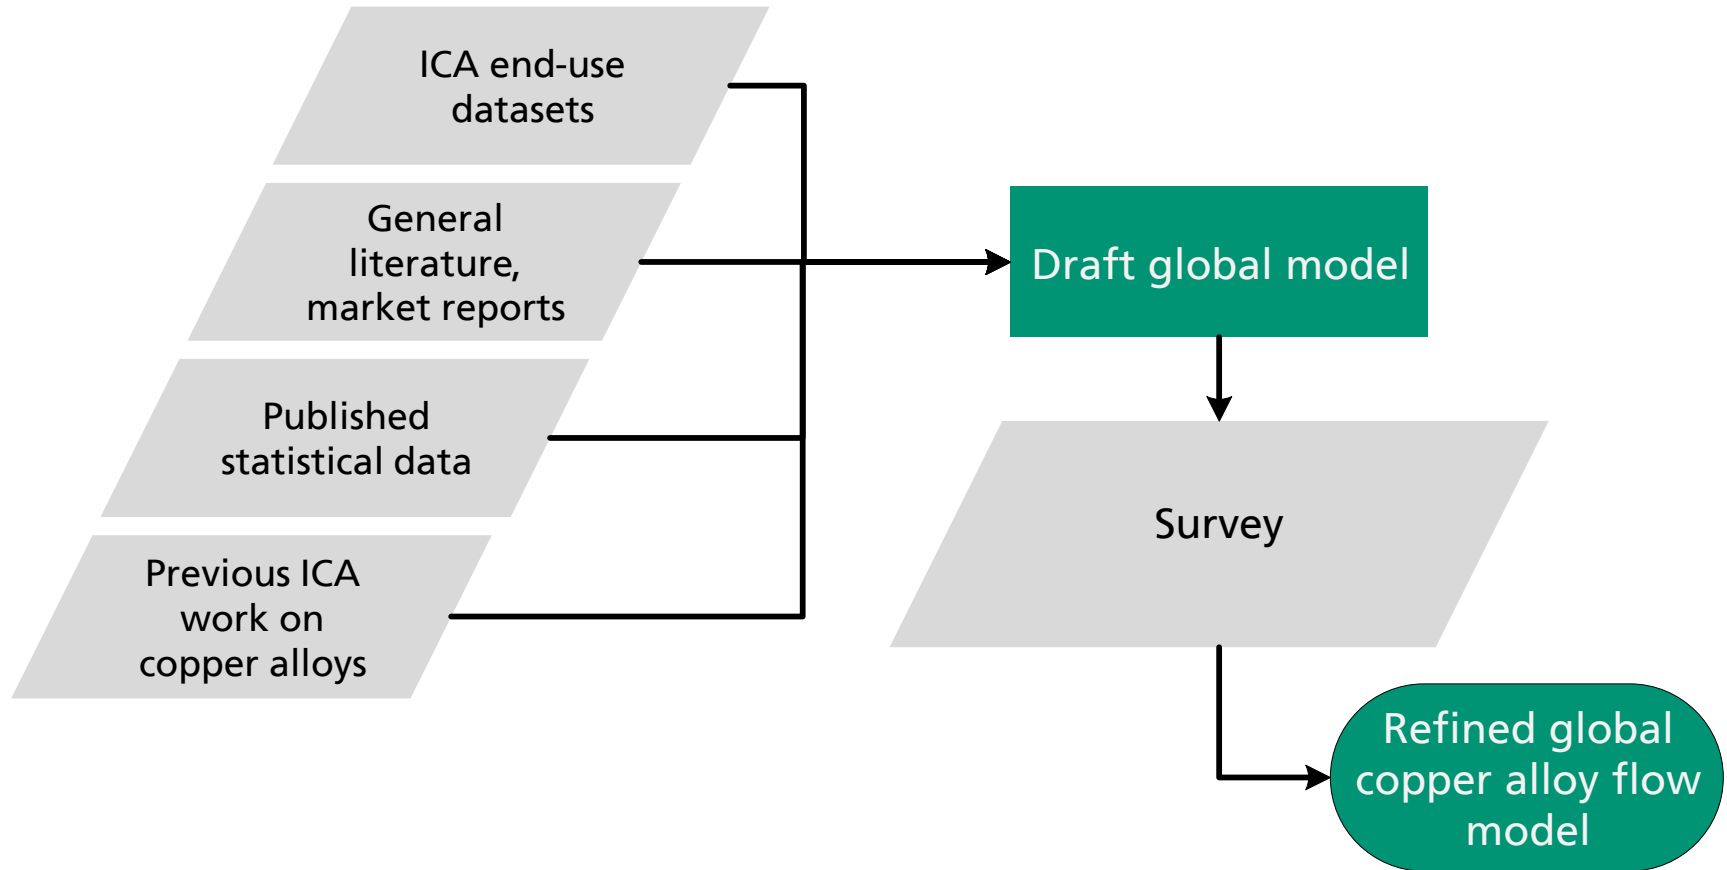 ICA end-use
datasets
General
literature,
market reports
Published
statistical data
Previous ICA
work on
copper alloys
Draft global model
Survey
Refined global
copper alloy flow
model